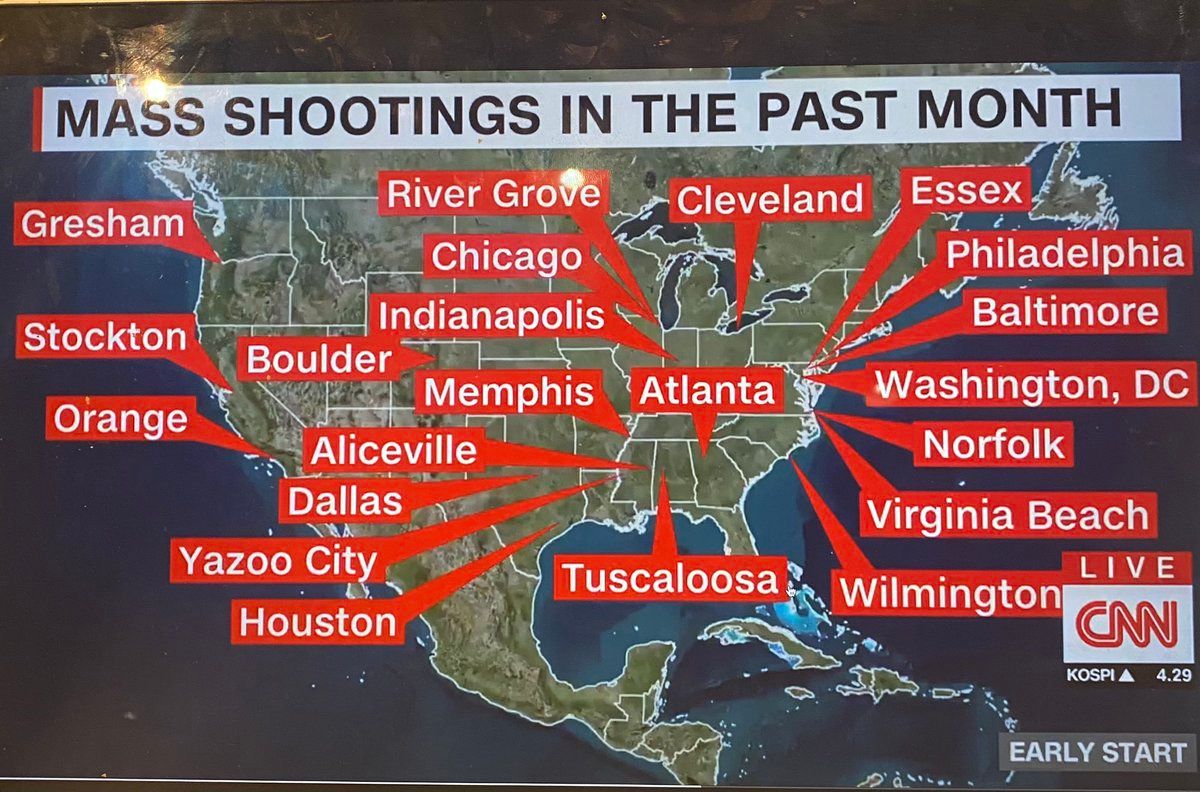 MASS SHOOTINGS IN THE PAST MONTH
River Grove
Cleveland
Essex
Gresham
Chicago
Philadelphia
Indianapolis
Baltimore
Stockton
Boulder
Memphis
Atlanta
Washington, DC
Orange
Aliceville
Norfolk
Dallas
Virginia Beach
Yazoo City
Tuscaloosa
Wilmington
Houston
LIVE
CNN
KOSPI ▲ 4.29
EARLY START